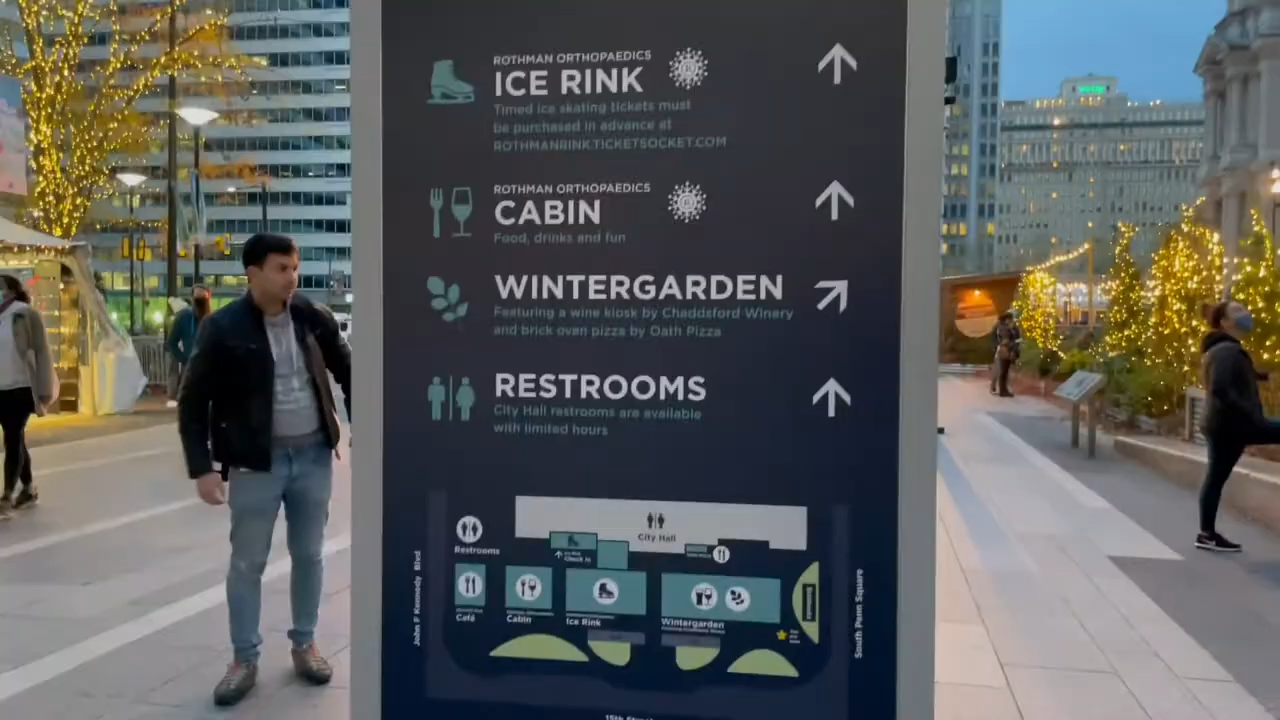 ROTHMAN ORTHOPAEDICS
ICE RINK
Timed ice skating tickets must
be purchased in advance at
ROTHMANRINK.TICKETSOCKET.COM
ROTHMAN ORTHOPAEDICS
CABIN
Food, drinks and fun
WINTERGARDEN
Featuring a wine kiosk by Chaddsford Winery
and brick oven pizza by Oath Pizza
RESTROOMS
City Hall restrooms are available
with limited hours
City Hall
Restrooms
Check In
Café
Cabin
Ice Rink
Wintergarden
John F Kennedy Blvd
South Penn Square
15th